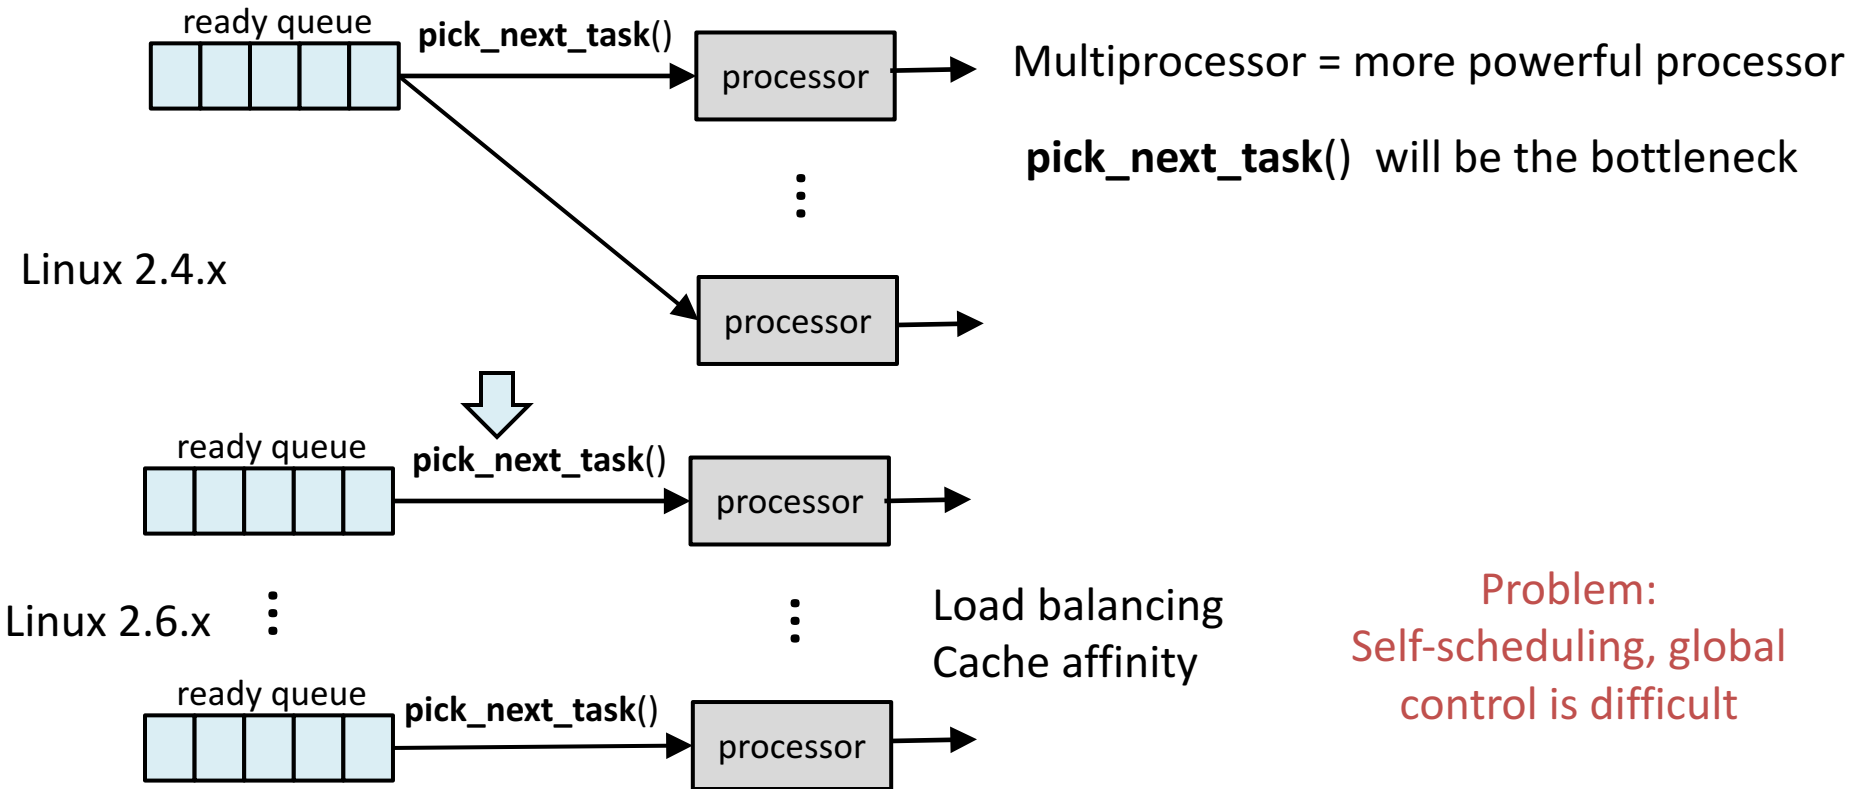 ready queue
pick_next_task()
processor
Multiprocessor = more powerful processor
pick_next_task() will be the bottleneck
Linux 2.4.x
processor
ready queue
pick_next_task()
processor
Linux 2.6.x
Load balancing
Cache affinity
Problem:
Self-scheduling, global
control is difficult
ready queue
pick_next_task()
processor